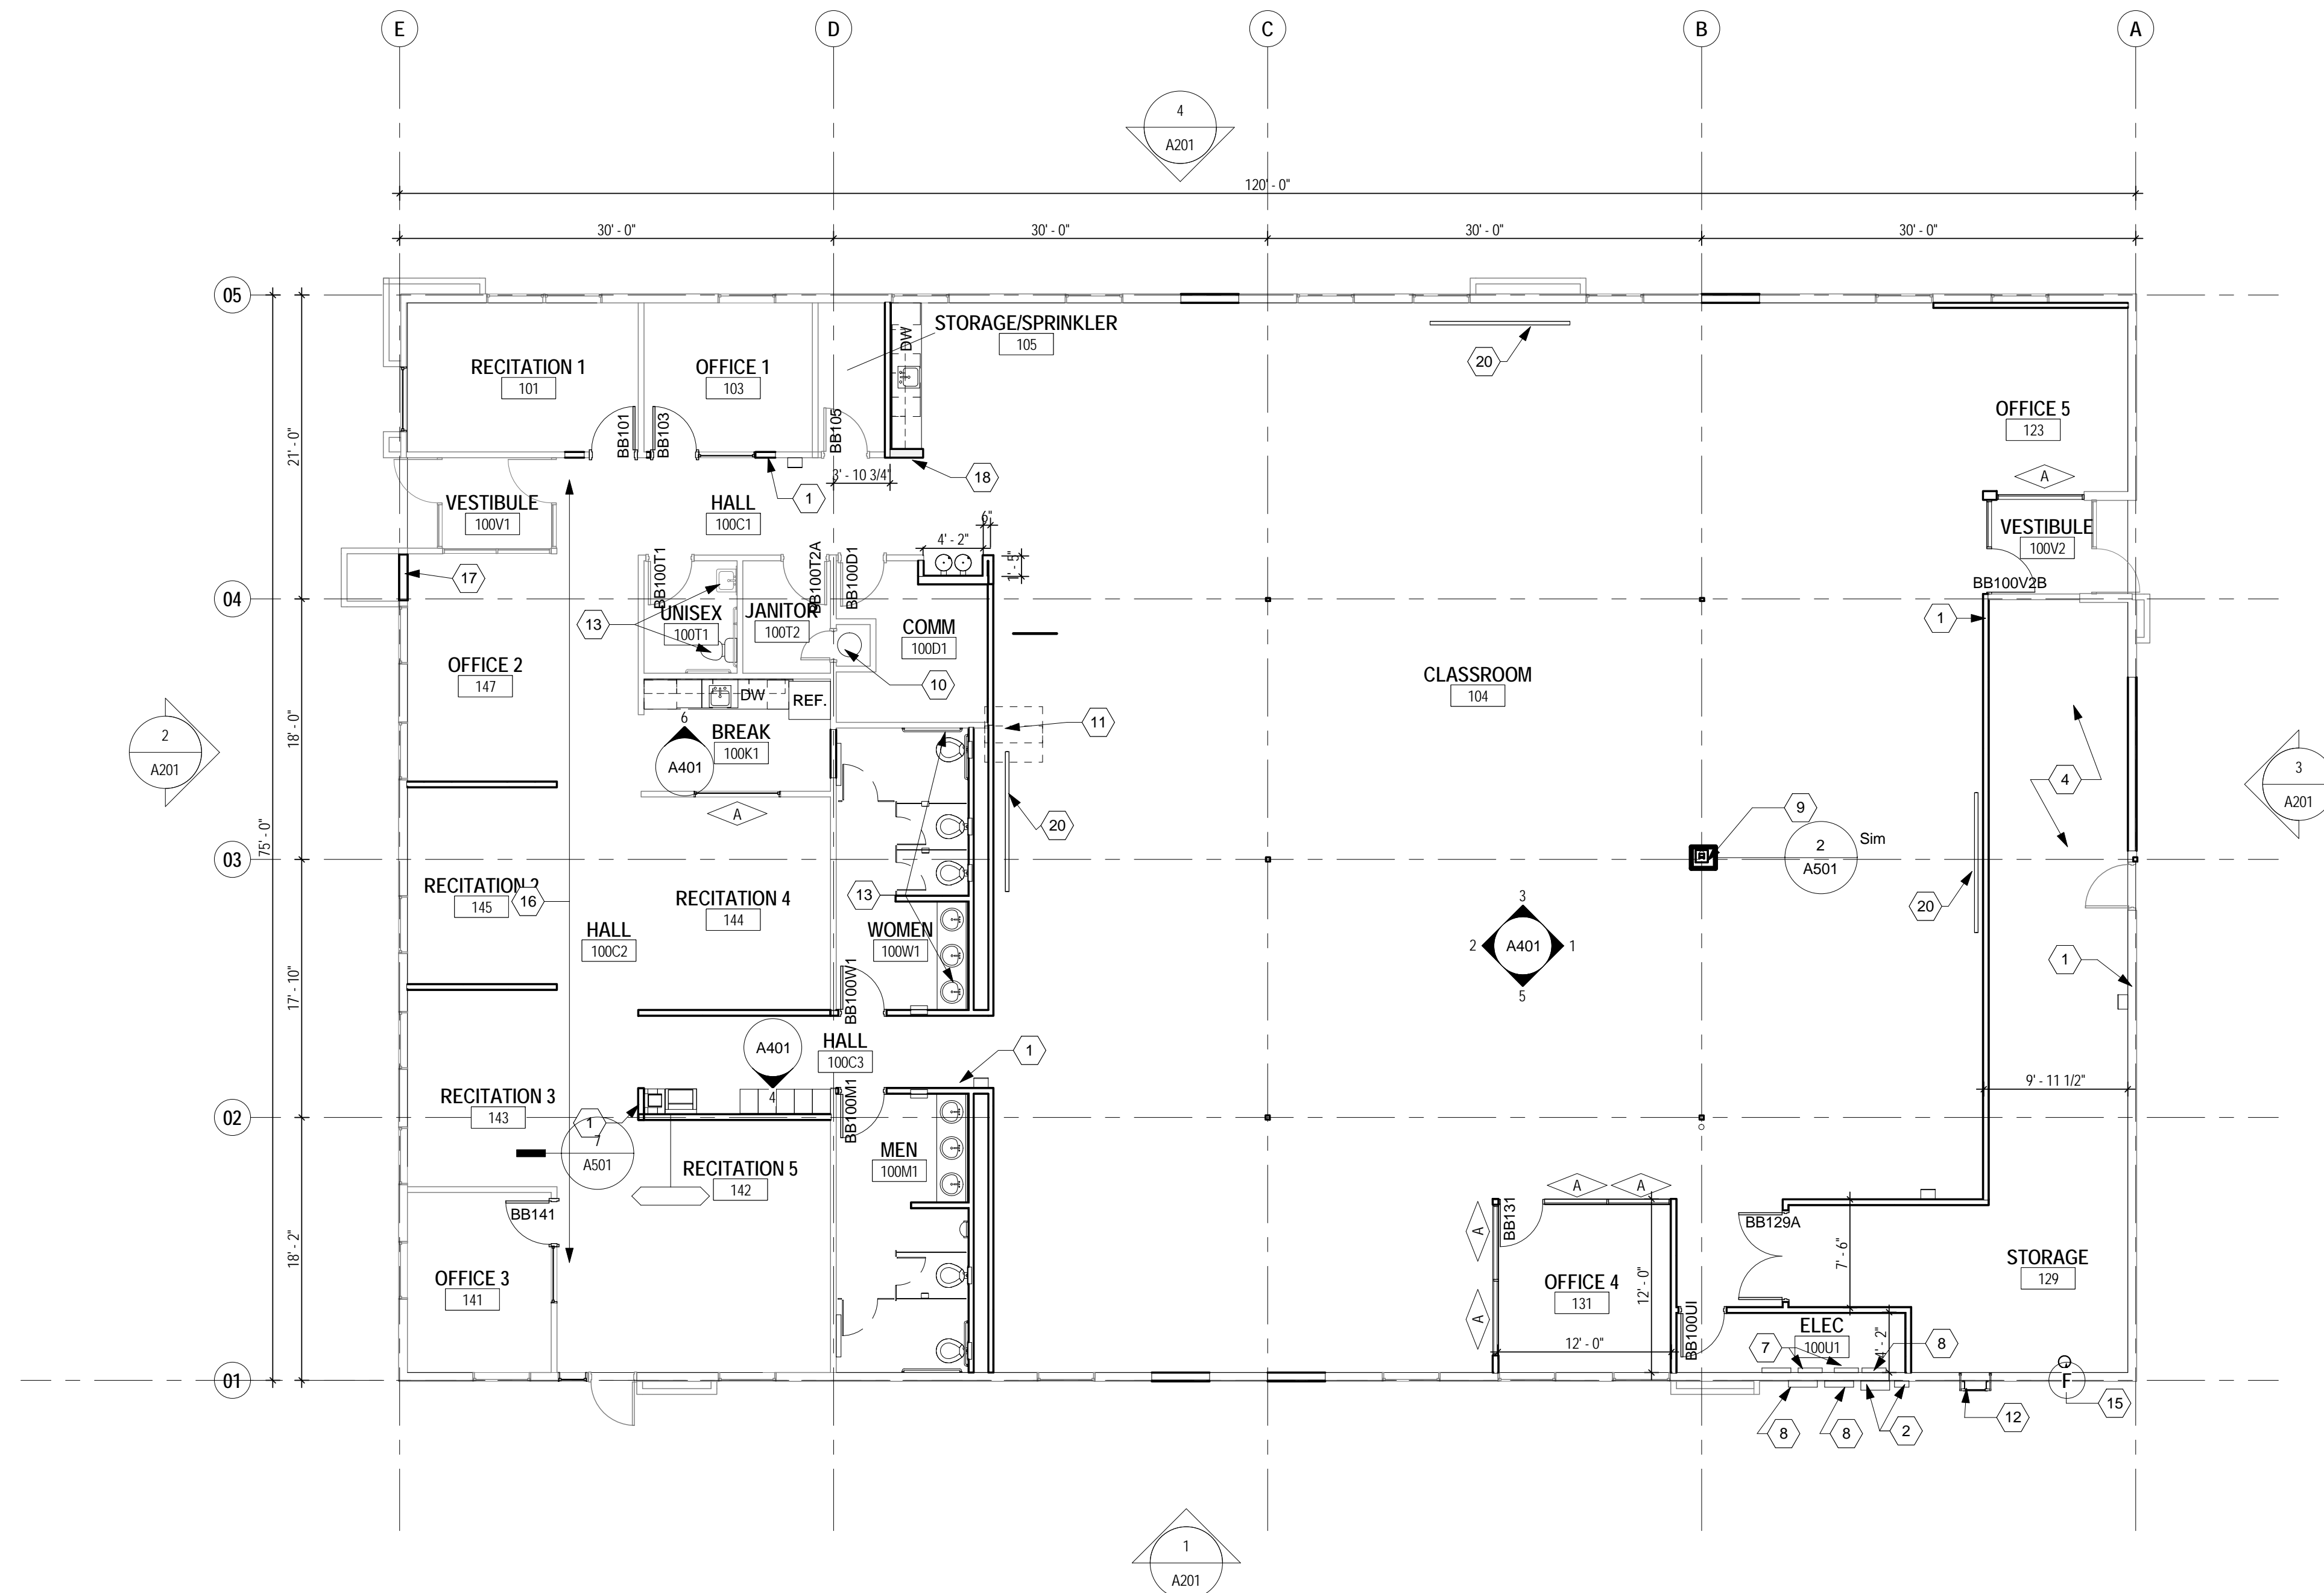 E
D
C
B
A
4
A201
120' - 0"
30' - 0"
30' - 0"
30' - 0"
30' - 0"
05
STORAGE/SPRINKLER
105
DW
RECITATION 1
101
OFFICE 1
103
20
OFFICE 5
123
BB101
BB103
BB105
21' - 0"
3' - 10 3/4"
18
A
1
VESTIBULE
100V1
HALL
100C1
6"
4' - 2"
1' - 5"
VESTIBULE
100V2
17
BB100T1
BB100T2A
BB100D1
BB100V2B
04
13
UNISEX
100T1
JANITOR
100T2
COMM
100D1
1
OFFICE 2
147
10
CLASSROOM
104
DW
REF.
18' - 0"
6
A401
BREAK
100K1
11
2
A201
3
A201
4
A
20
9
75' - 0"
03
2
A501
Sim
RECITATION 2
145
16
RECITATION 4
144
13
20
HALL
100C2
WOMEN
100W1
3
2
A401
1
5
1
17' - 10"
BB100W1
A401
4
HALL
100C3
1
RECITATION 3
143
9' - 11 1/2"
02
1
BB100M1
7
A501
RECITATION 5
142
MEN
100M1
BB141
A
A
A
BB131
BB129A
18' - 2"
7' - 6"
STORAGE
129
OFFICE 3
141
OFFICE 4
131
12' - 0"
A
12' - 0"
BB100UI
ELEC
100U1
4' - 2"
7
8
01
F
15
12
8
8
2
1
A201